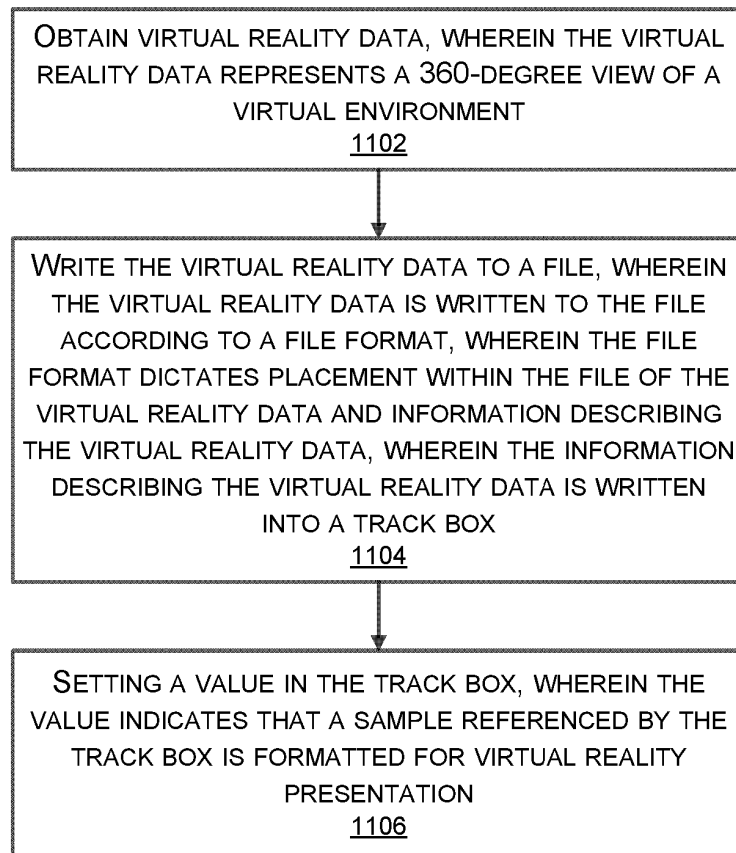 OBTAIN VIRTUAL REALITY DATA, WHEREIN THE VIRTUAL
REALITY DATA REPRESENTS A 360-DEGREE VIEW OF A
VIRTUAL ENVIRONMENT
1102
WRITE THE VIRTUAL REALITY DATA TO A FILE, WHEREIN
THE VIRTUAL REALITY DATA IS WRITTEN TO THE FILE
ACCORDING TO A FILE FORMAT, WHEREIN THE FILE
FORMAT DICTATES PLACEMENT WITHIN THE FILE OF THE
VIRTUAL REALITY DATA AND INFORMATION DESCRIBING
THE VIRTUAL REALITY DATA, WHEREIN THE INFORMATION
DESCRIBING THE VIRTUAL REALITY DATA IS WRITTEN
INTO A TRACK BOX
1104
SETTING A VALUE IN THE TRACK BOX, WHEREIN THE
VALUE INDICATES THAT A SAMPLE REFERENCED BY THE
TRACK BOX IS FORMATTED FOR VIRTUAL REALITY
PRESENTATION
1106